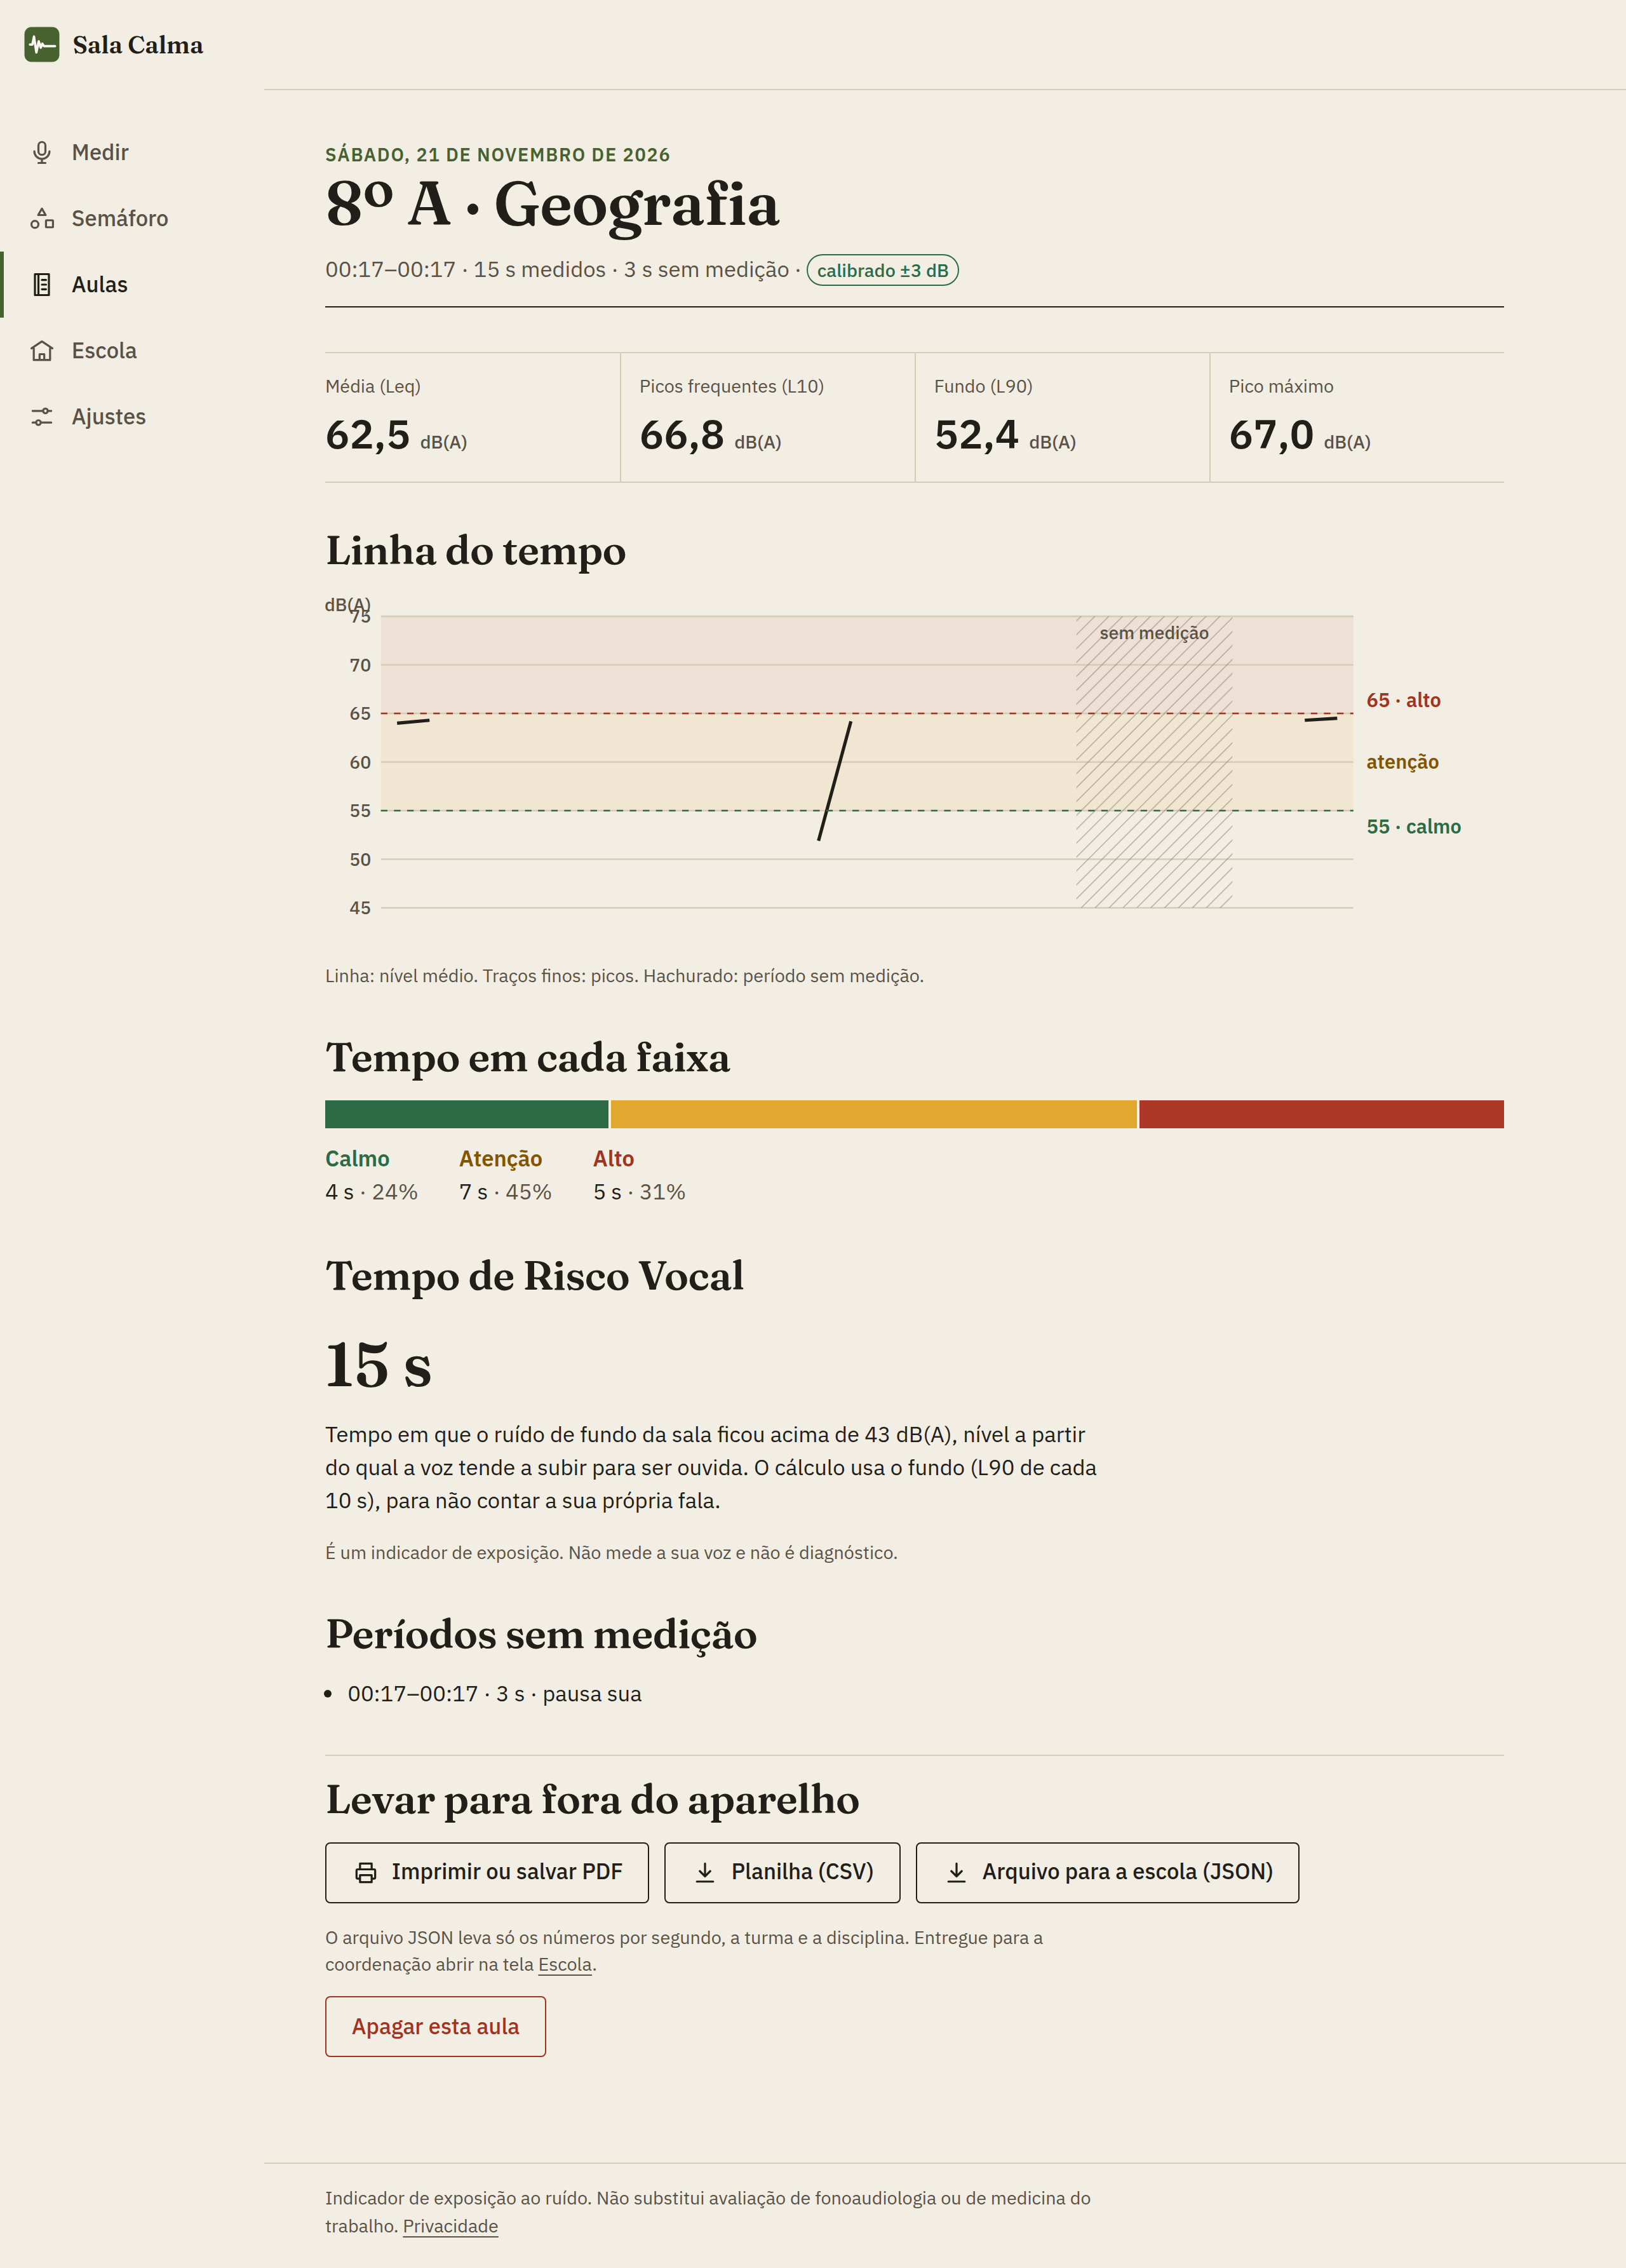 Sala Calma
Medir
Semáforo
Aulas
Escola
Ajustes
SÁBADO, 21 DE NOVEMBRO DE 2026
8º A · Geografia
00:17–00:17 · 15 s medidos · 3 s sem medição · calibrado ±3 dB
Média (Leq)
62,5 dB(A)
Picos frequentes (L10)
66,8 dB(A)
Fundo (L90)
52,4 dB(A)
Pico máximo
67,0 dB(A)
Linha do tempo
dB(A)
75
sem medição
70
65 · alto
65
60
atenção
55
55 · calmo
50
45
Linha: nível médio. Traços finos: picos. Hachurado: período sem medição.
Tempo em cada faixa
Calmo
4 s · 24%
Atenção
7 s · 45%
Alto
5 s · 31%
Tempo de Risco Vocal
15 s
Tempo em que o ruído de fundo da sala ficou acima de 43 dB(A), nível a partir
do qual a voz tende a subir para ser ouvida. O cálculo usa o fundo (L90 de cada
10 s), para não contar a sua própria fala.
É um indicador de exposição. Não mede a sua voz e não é diagnóstico.
Períodos sem medição
• 00:17–00:17 · 3 s · pausa sua
Levar para fora do aparelho
Imprimir ou salvar PDF
Planilha (CSV)
Arquivo para a escola (JSON)
O arquivo JSON leva só os números por segundo, a turma e a disciplina. Entregue para a
coordenação abrir na tela Escola.
Apagar esta aula
Indicador de exposição ao ruído. Não substitui avaliação de fonoaudiologia ou de medicina do
trabalho. Privacidade